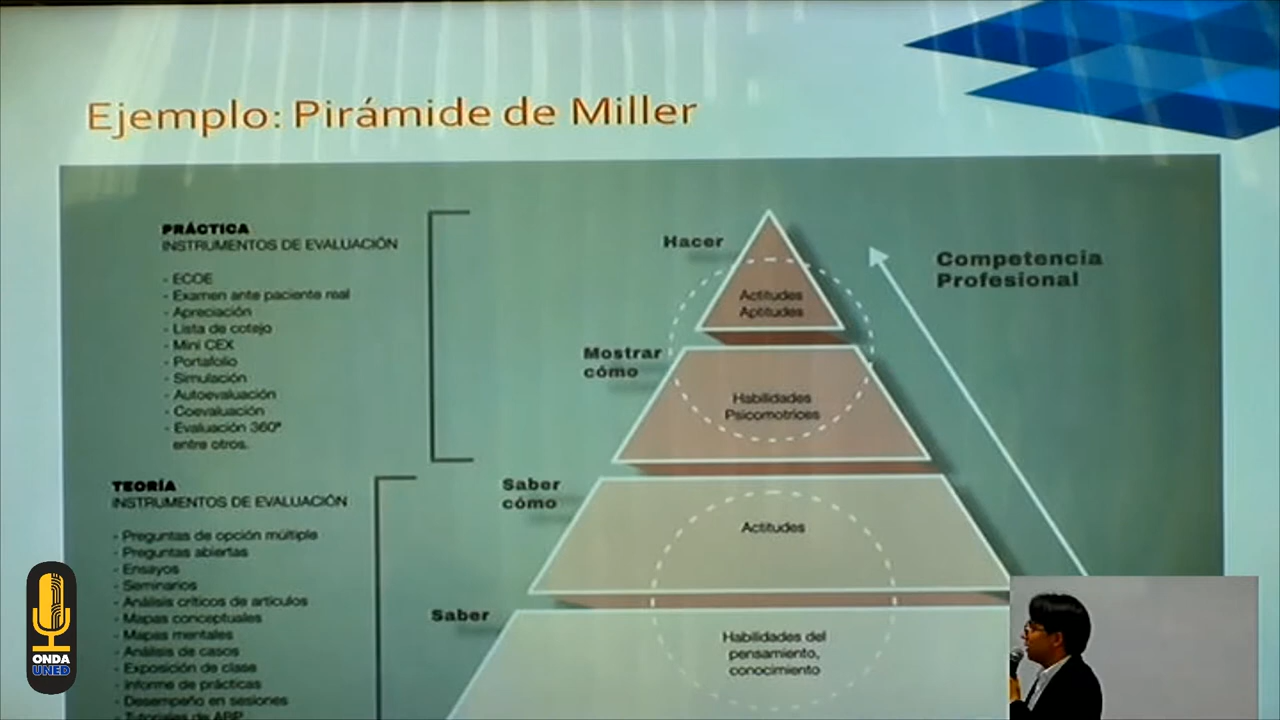 Ejemplo: Pirámide de Miller
PRÁCTICA
INSTRUMENTOS DE EVALUACIÓN
- ECOE
- Examen ante paciente real
- Apreciación
- Lista de cotejo
- Mini CEX
- Portafolio
- Simulación
- Autoevaluación
- Coevaluación
- Evaluación 360º
entre otros.
TEORÍA
INSTRUMENTOS DE EVALUACIÓN
- Preguntas de opción múltiple
- Preguntas abiertas
- Ensayos
- Seminarios
- Análisis críticos de artículos
- Mapas conceptuales
- Mapas mentales
- Análisis de casos
- Exposición de clase
- Informe de prácticas
- Desempeño en sesiones
- Tutoriales de ABP
Hacer
Actitudes
Aptitudes
Mostrar
cómo
Habilidades
Psicomotrices
Saber
cómo
Actitudes
Saber
Habilidades del
pensamiento,
conocimiento
Competencia
Profesional
ONDA
UNED